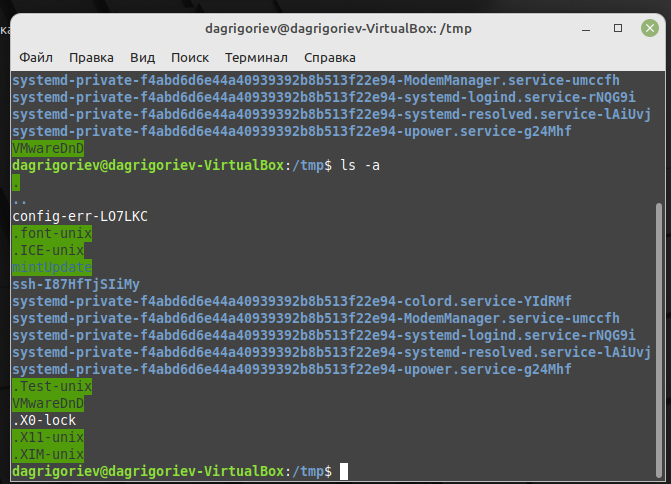 dagrigoriev@dagrigoriev-VirtualBox: /tmp
Файл Правка Вид Поиск Терминал Справка
systemd-private-f4abd6d6e44a40939392b8b513f22e94-ModemManager.service-umccfh
systemd-private-f4abd6d6e44a40939392b8b513f22e94-systemd-logind.service-rNQG9i
systemd-private-f4abd6d6e44a40939392b8b513f22e94-systemd-resolved.service-lAiUvj
systemd-private-f4abd6d6e44a40939392b8b513f22e94-upower.service-g24Mhf
VMwareDnD
dagrigoriev@dagrigoriev-VirtualBox:/tmp$ ls -a
.
..
config-err-LO7LKC
.font-unix
.ICE-unix
mintUpdate
ssh-I87HfTjSIiMy
systemd-private-f4abd6d6e44a40939392b8b513f22e94-colord.service-YIdRMf
systemd-private-f4abd6d6e44a40939392b8b513f22e94-ModemManager.service-umccfh
systemd-private-f4abd6d6e44a40939392b8b513f22e94-systemd-logind.service-rNQG9i
systemd-private-f4abd6d6e44a40939392b8b513f22e94-systemd-resolved.service-lAiUvj
systemd-private-f4abd6d6e44a40939392b8b513f22e94-upower.service-g24Mhf
.Test-unix
VMwareDnD
.X0-lock
.X11-unix
.XIM-unix
dagrigoriev@dagrigoriev-VirtualBox:/tmp$